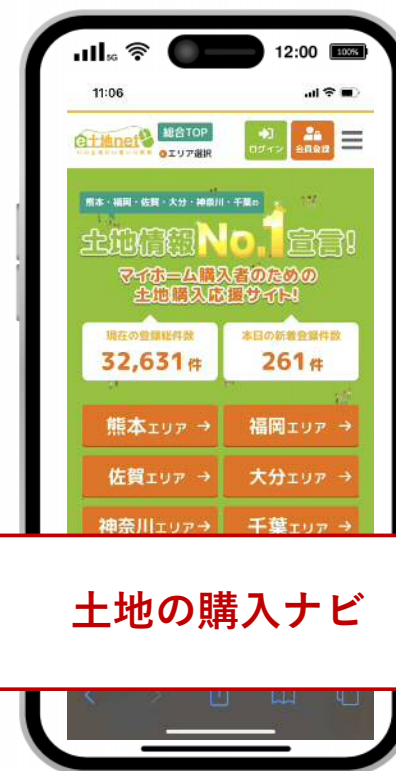 5G 12:00 100%
11:06
e土地net 総合TOP
エリア選択
ログイン
会員登録
熊本・福岡・佐賀・大分・神奈川・千葉の
土地情報No.1宣言!
マイホーム購入者のための
土地購入応援サイト!
現在の登録総件数
32,631件
本日の新着登録件数
261件
熊本エリア →
福岡エリア →
佐賀エリア →
大分エリア →
神奈川エリア→
千葉エリア →
土地の購入ナビ